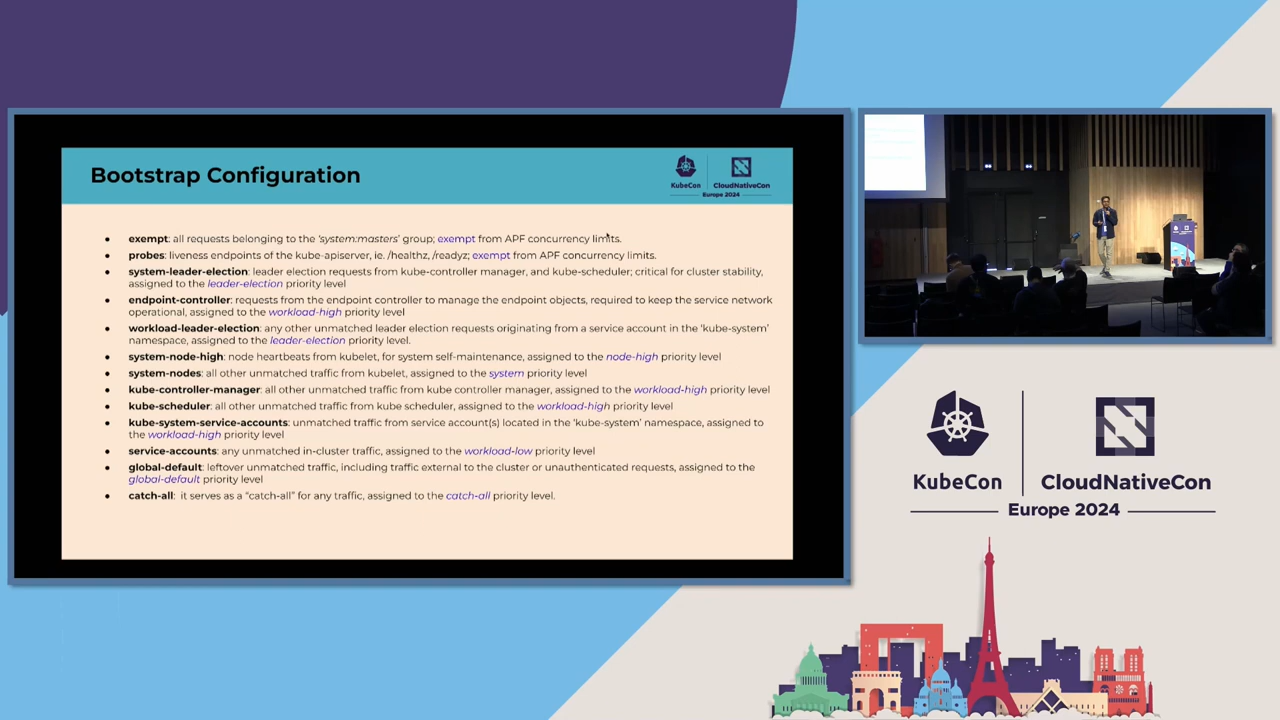 Bootstrap Configuration
KubeCon
CloudNativeCon
Europe 2024
● exempt: all requests belonging to the 'system:masters' group; exempt from APF concurrency limits.
● probes: liveness endpoints of the kube-apiserver, ie. /healthz, /readyz; exempt from APF concurrency limits.
● system-leader-election: leader election requests from kube-controller manager, and kube-scheduler; critical for cluster stability,
assigned to the leader-election priority level
● endpoint-controller: requests from the endpoint controller to manage the endpoint objects, required to keep the service network
operational, assigned to the workload-high priority level
● workload-leader-election: any other unmatched leader election requests originating from a service account in the 'kube-system'
namespace, assigned to the leader-election priority level.
● system-node-high: node heartbeats from kubelet, for system self-maintenance, assigned to the node-high priority level
● system-nodes: all other unmatched traffic from kubelet, assigned to the system priority level
● kube-controller-manager: all other unmatched traffic from kube controller manager, assigned to the workload-high priority level
● kube-scheduler: all other unmatched traffic from kube scheduler, assigned to the workload-high priority level
● kube-system-service-accounts: unmatched traffic from service account(s) located in the 'kube-system' namespace, assigned to
the workload-high priority level
● service-accounts: any unmatched in-cluster traffic, assigned to the workload-low priority level
● global-default: leftover unmatched traffic, including traffic external to the cluster or unauthenticated requests, assigned to the
global-default priority level
● catch-all: it serves as a "catch-all" for any traffic, assigned to the catch-all priority level.
KubeCon
CloudNativeCon
Europe 2024